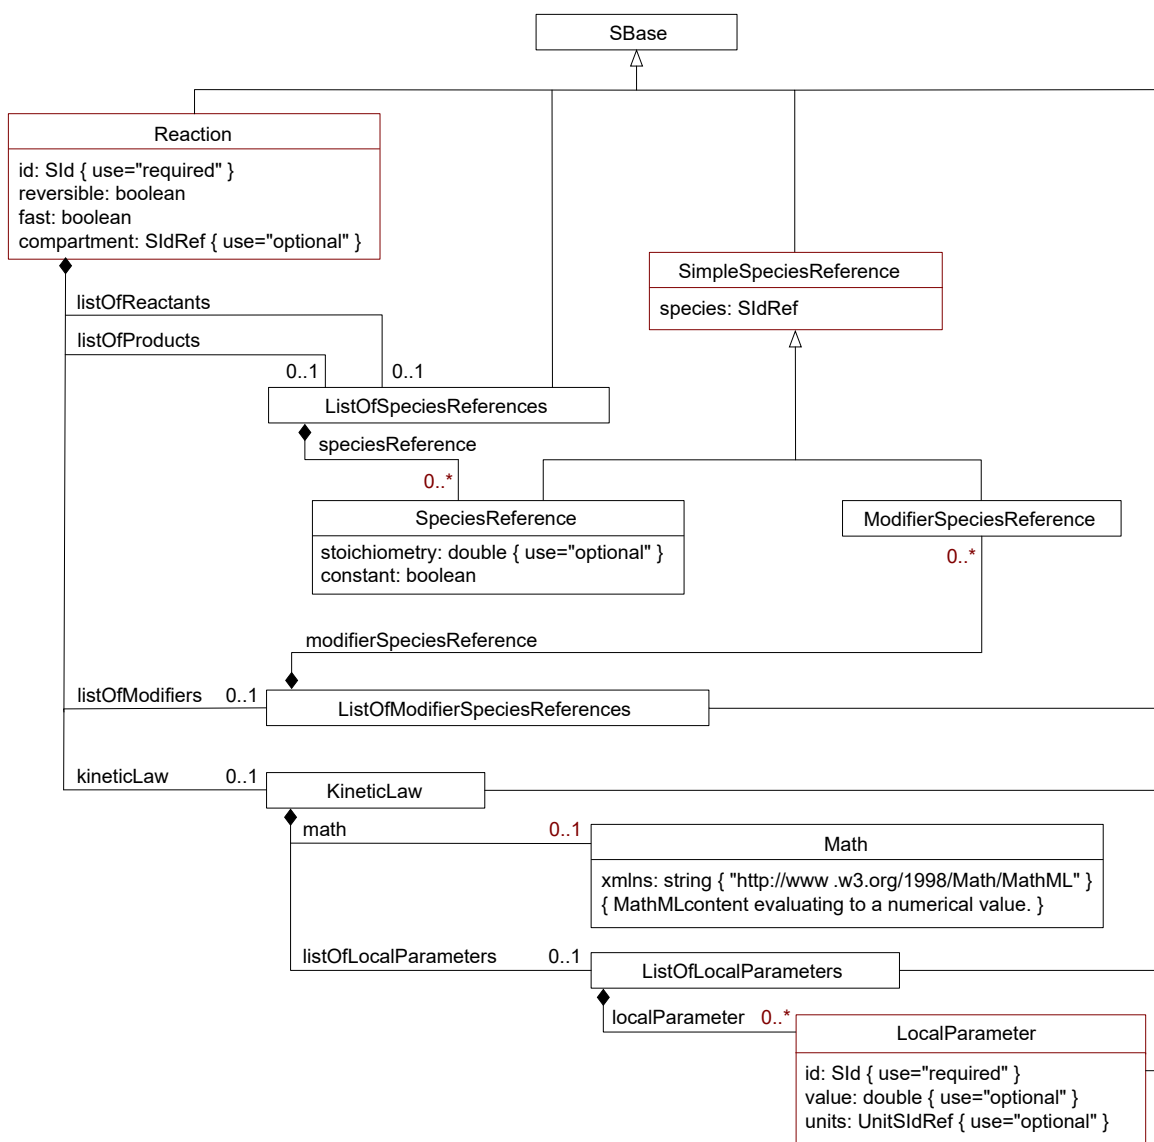 SBase
Reaction
id: SId { use="required" }
reversible: boolean
fast: boolean
compartment: SIdRef { use="optional" }
SimpleSpeciesReference
species: SIdRef
listOfReactants
listOfProducts
0..1
0..1
ListOfSpeciesReferences
speciesReference
0..*
SpeciesReference
stoichiometry: double { use="optional" }
constant: boolean
ModifierSpeciesReference
0..*
modifierSpeciesReference
listOfModifiers
0..1
ListOfModifierSpeciesReferences
kineticLaw
0..1
KineticLaw
math
0..1
Math
xmlns: string { "http://www .w3.org/1998/Math/MathML" }
{ MathMLcontent evaluating to a numerical value. }
listOfLocalParameters
0..1
ListOfLocalParameters
localParameter
0..*
LocalParameter
id: SId { use="required" }
value: double { use="optional" }
units: UnitSIdRef { use="optional" }